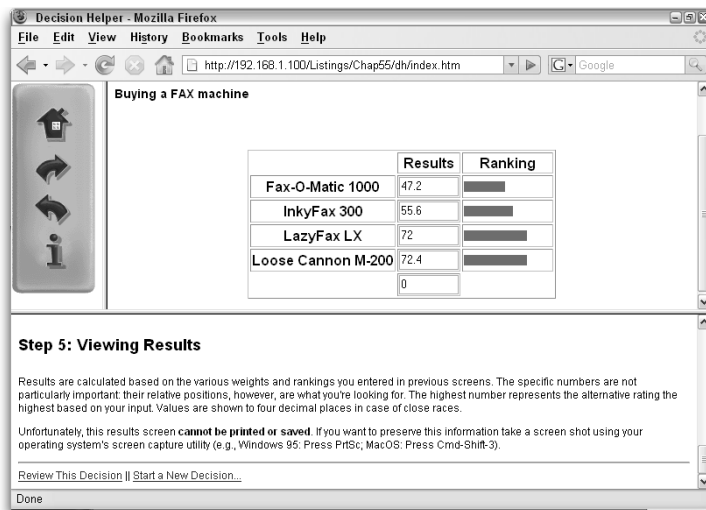 Decision Helper - Mozilla Firefox
File Edit View History Bookmarks Tools Help
http://192.168.1.100/Listings/Chap55/dh/index.htm G Google
Buying a FAX machine
Results Ranking
Fax-O-Matic 1000 47.2
InkyFax 300 55.6
LazyFax LX 72
Loose Cannon M-200 72.4
0
Step 5: Viewing Results
Results are calculated based on the various weights and rankings you entered in previous screens. The specific numbers are not
particularly important: their relative positions, however, are what you're looking for. The highest number represents the alternative rating the
highest based on your input. Values are shown to four decimal places in case of close races.
Unfortunately, this results screen cannot be printed or saved. If you want to preserve this information take a screen shot using your
operating system's screen capture utility (e.g., Windows 95: Press PrtSc; MacOS: Press Cmd-Shift-3).
Review This Decision || Start a New Decision...
Done